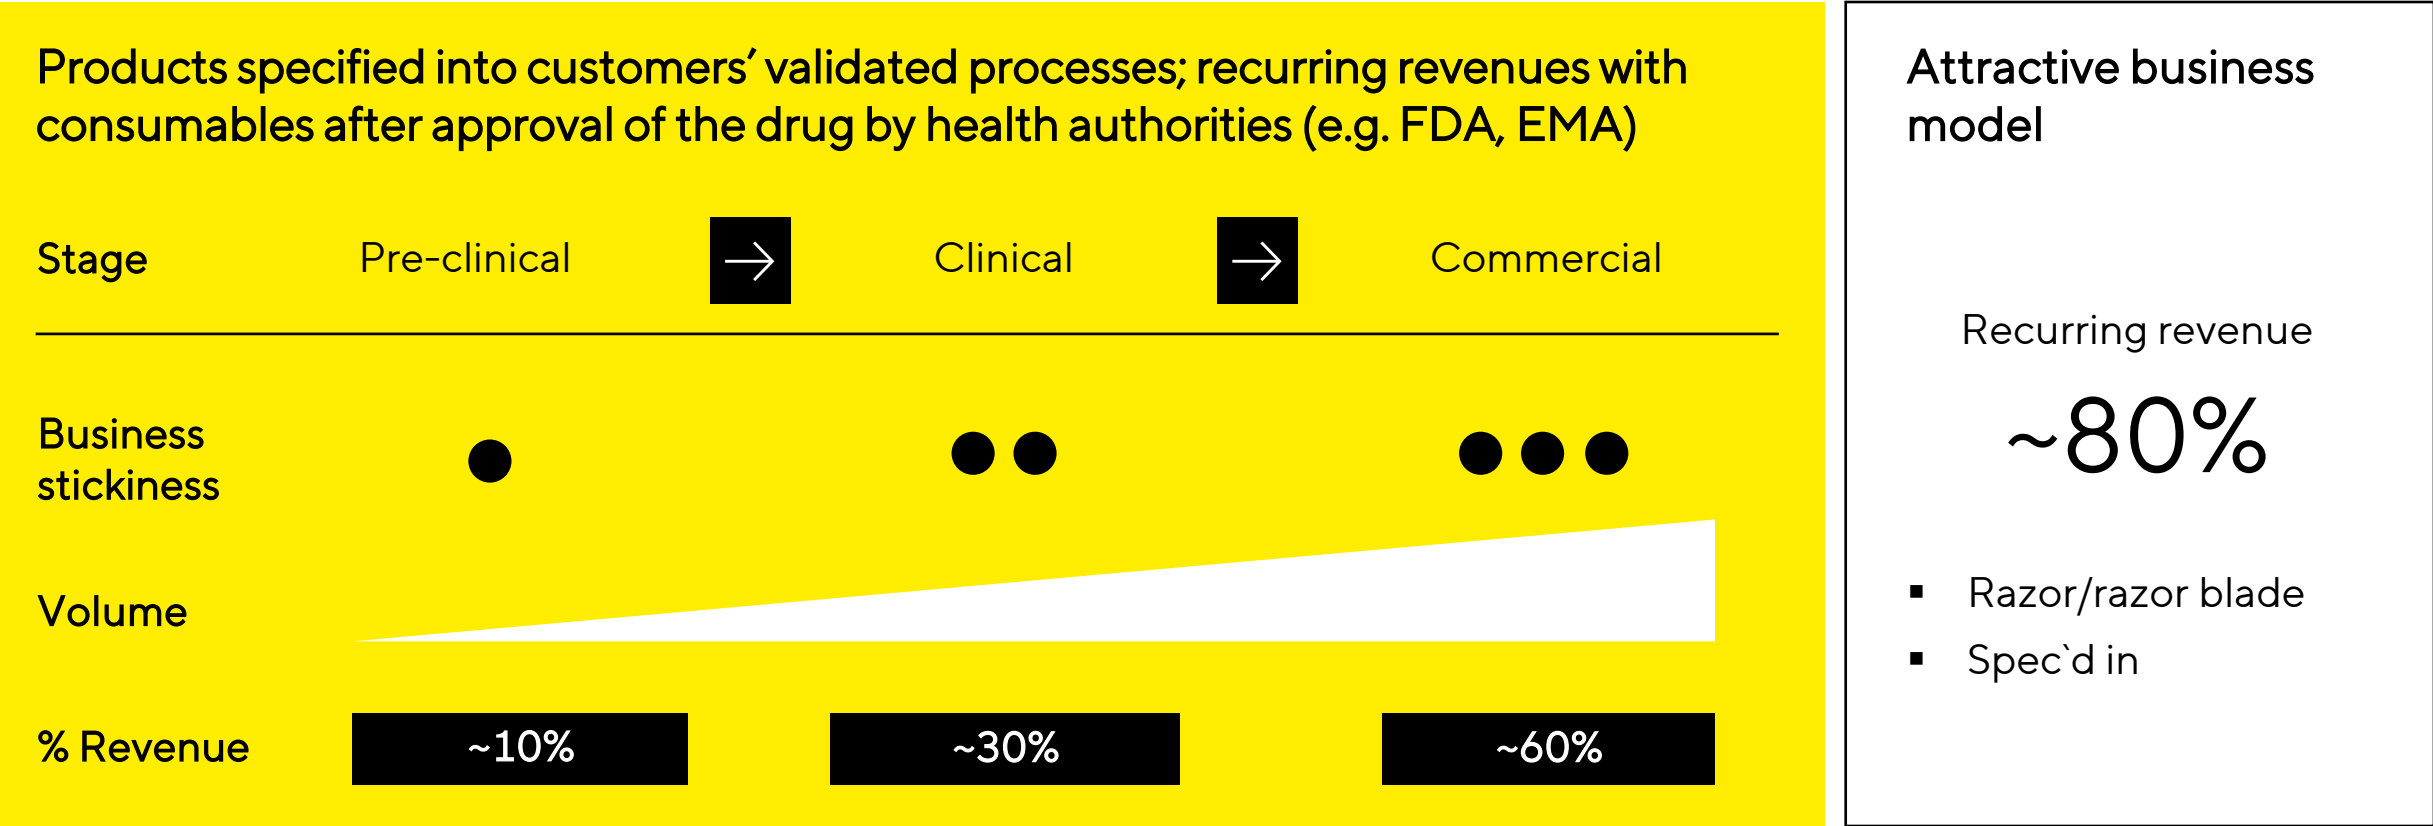 Products specified into customers’ validated processes; recurring revenues with
consumables after approval of the drug by health authorities (e.g. FDA, EMA)
Stage
Pre-clinical
Clinical
Commercial
Business
stickiness
Volume
% Revenue
~10%
~30%
~60%
Attractive business
model
Recurring revenue
~80%
▪ Razor/razor blade
▪ Spec`d in